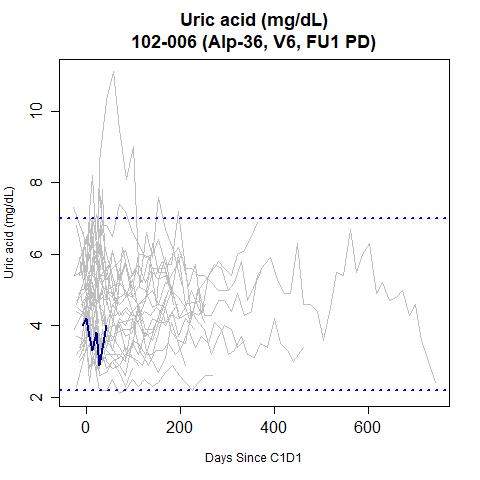 Uric acid (mg/dL)
102-006 (Alp-36, V6, FU1 PD)
Uric acid (mg/dL)
10
8
6
4
2
0
200
400
600
Days Since C1D1